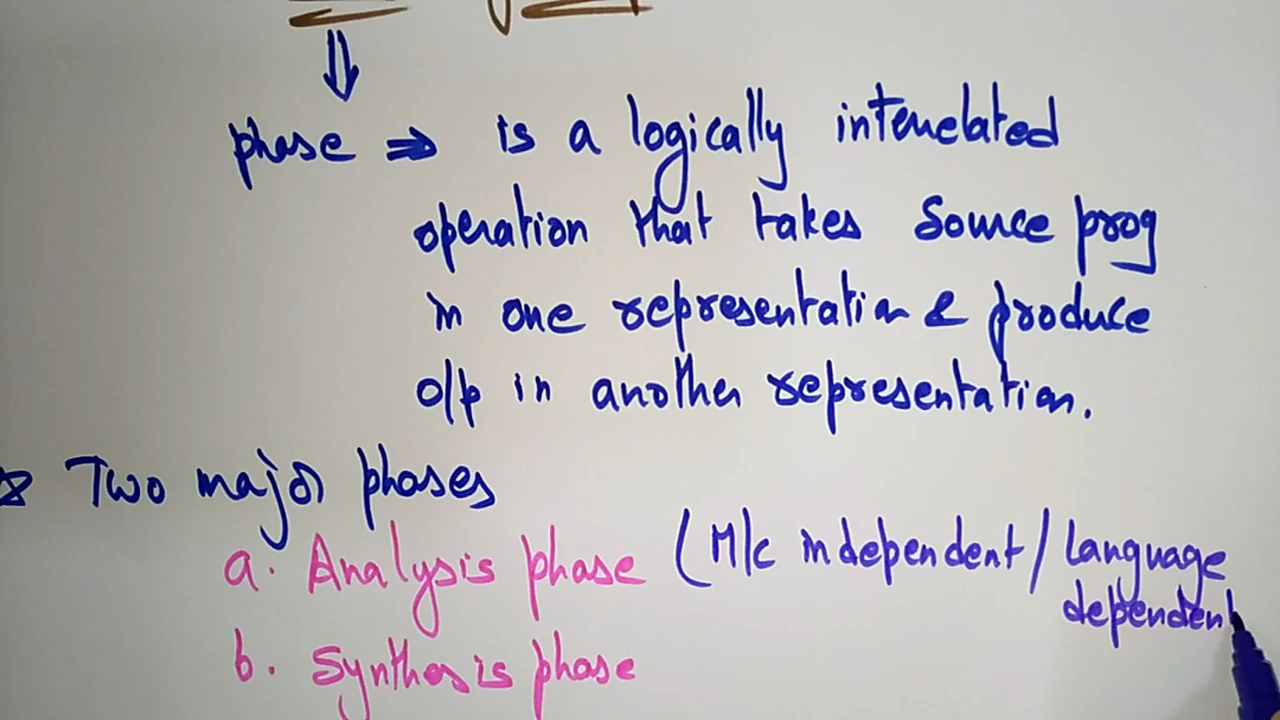 phase ⇒ is a logically interrelated
operation that takes source prog
in one representation & produce
o/p in another representation.
☆ Two major phases
a. Analysis phase (M/c independent / Language
dependent
b. Synthesis phase